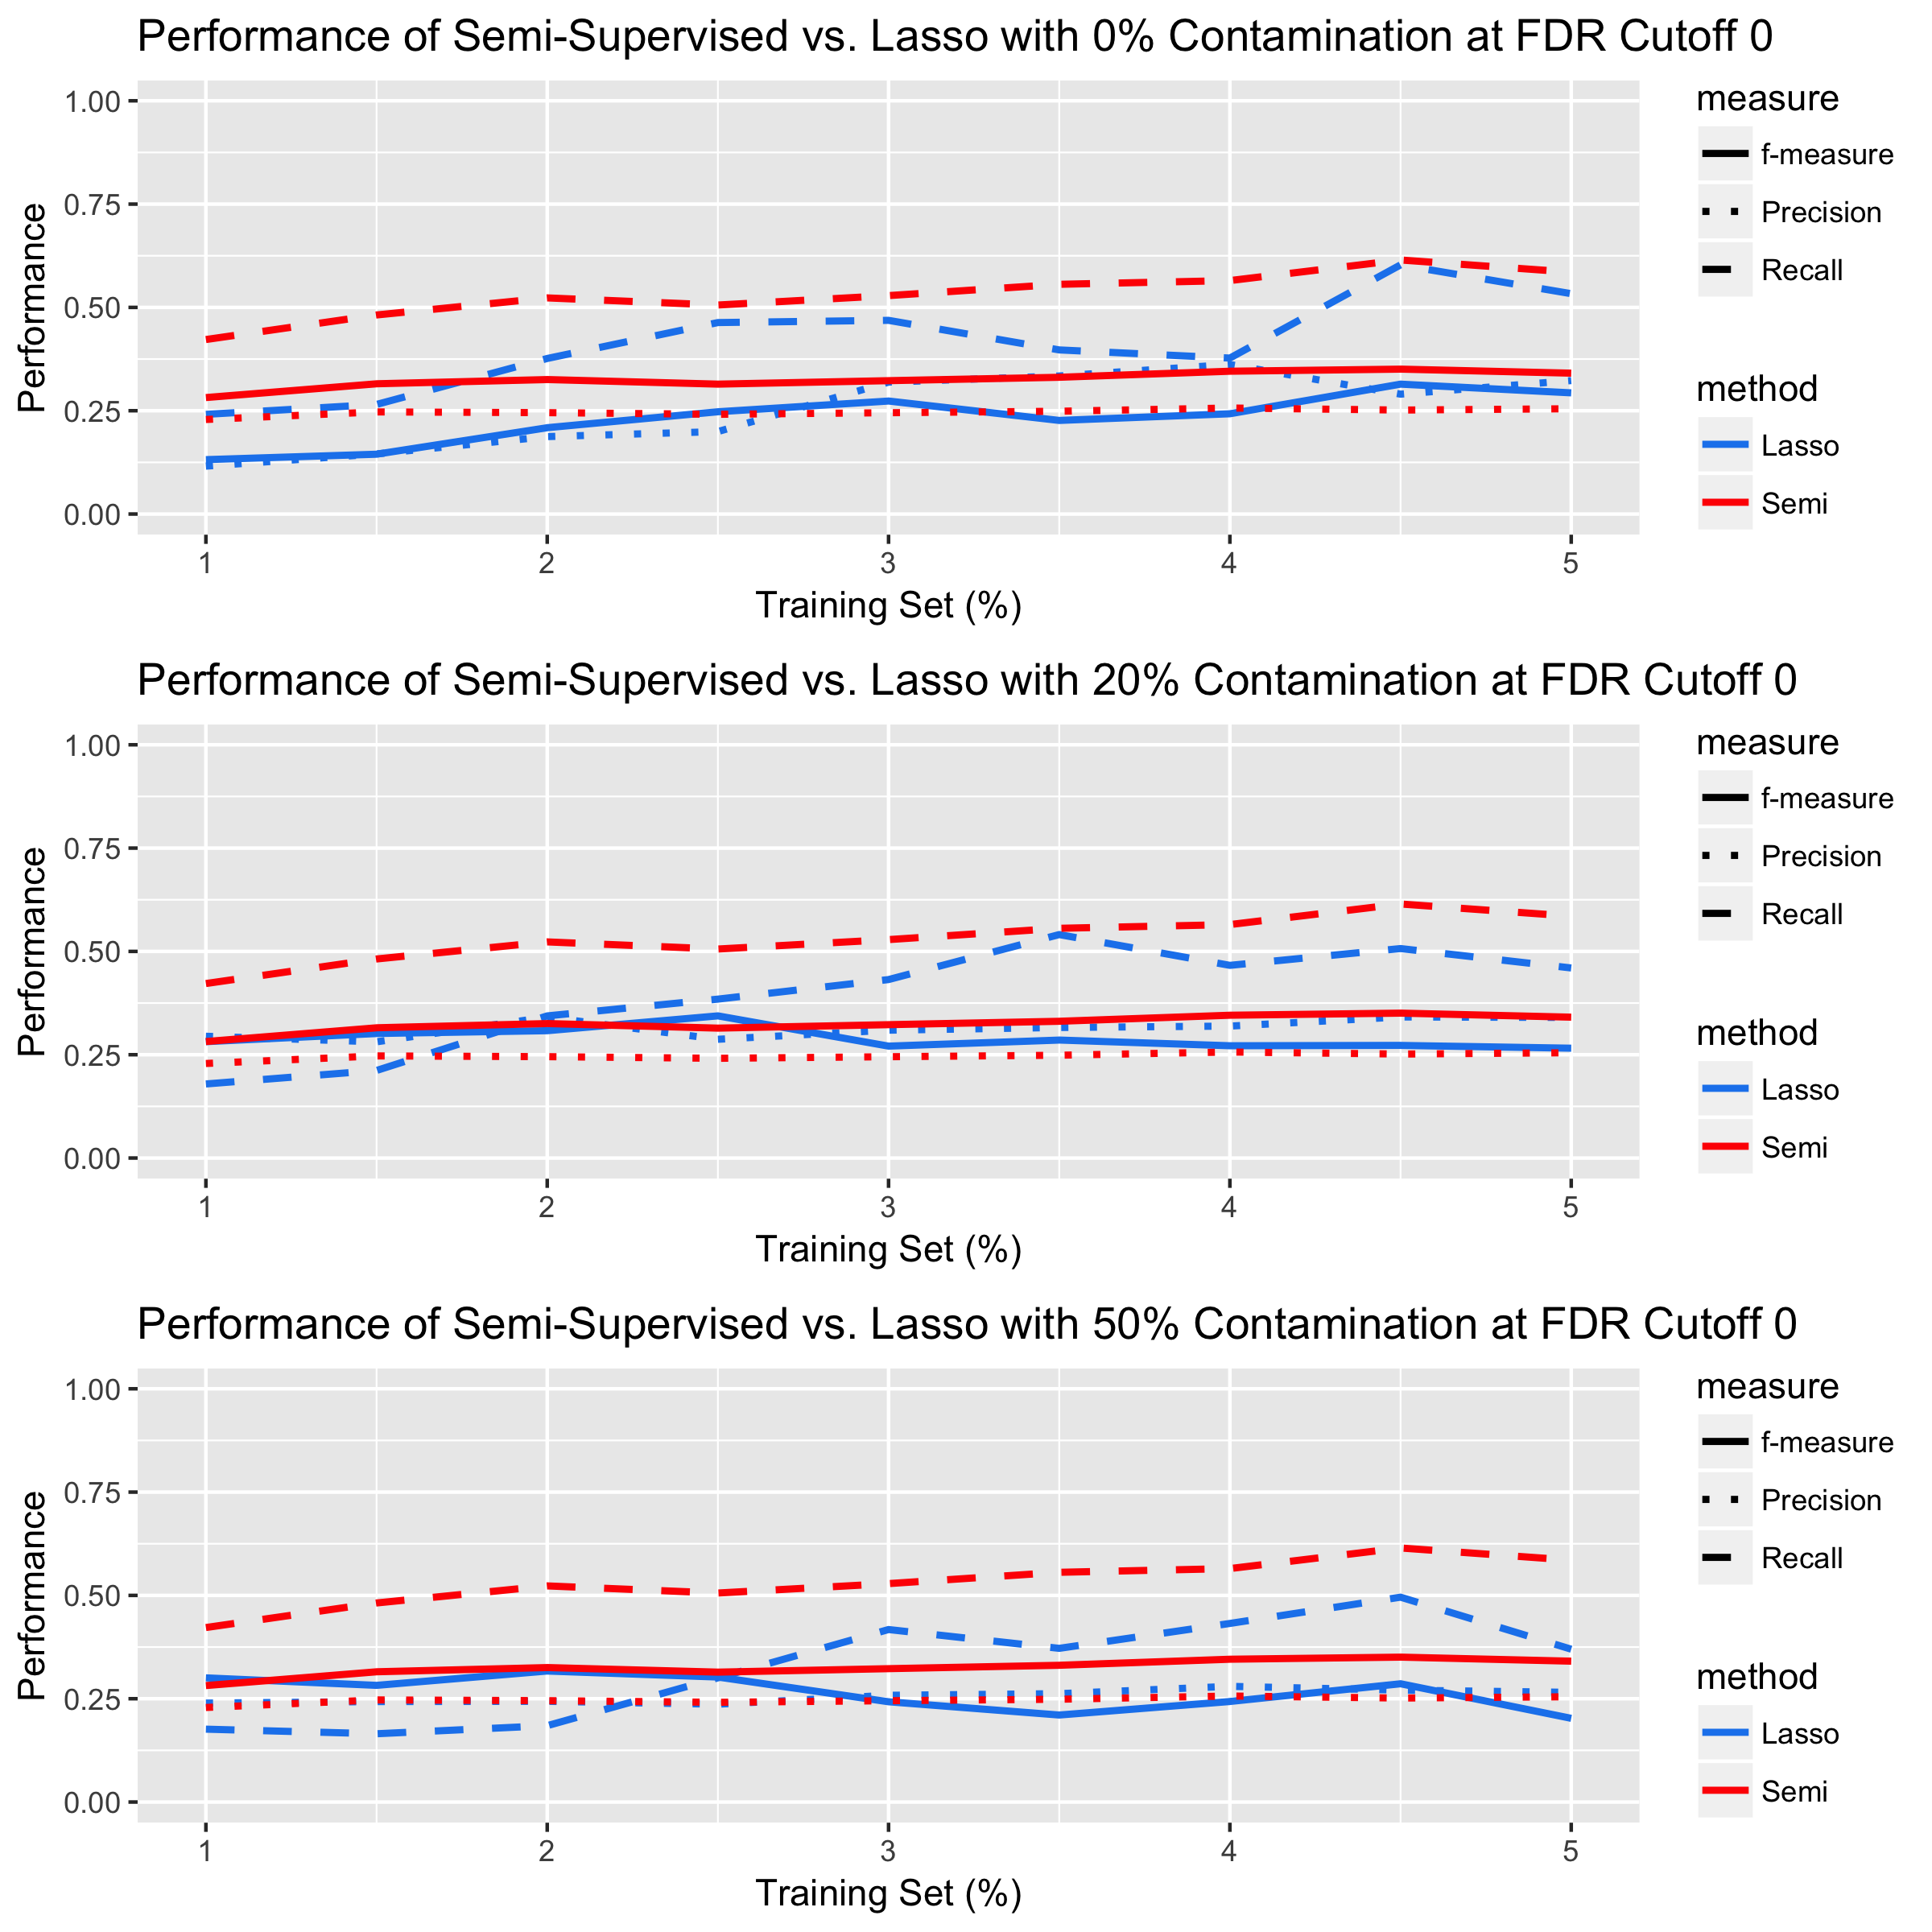 Performance of Semi-Supervised vs. Lasso with 0% Contamination at FDR Cutoff 0
Performance
1.00
0.75
0.50
0.25
0.00
1 2 3 4 5
Training Set (%)
measure
f-measure
Precision
Recall
method
Lasso
Semi
Performance of Semi-Supervised vs. Lasso with 20% Contamination at FDR Cutoff 0
Performance
1.00
0.75
0.50
0.25
0.00
1 2 3 4 5
Training Set (%)
measure
f-measure
Precision
Recall
method
Lasso
Semi
Performance of Semi-Supervised vs. Lasso with 50% Contamination at FDR Cutoff 0
Performance
1.00
0.75
0.50
0.25
0.00
1 2 3 4 5
Training Set (%)
measure
f-measure
Precision
Recall
method
Lasso
Semi